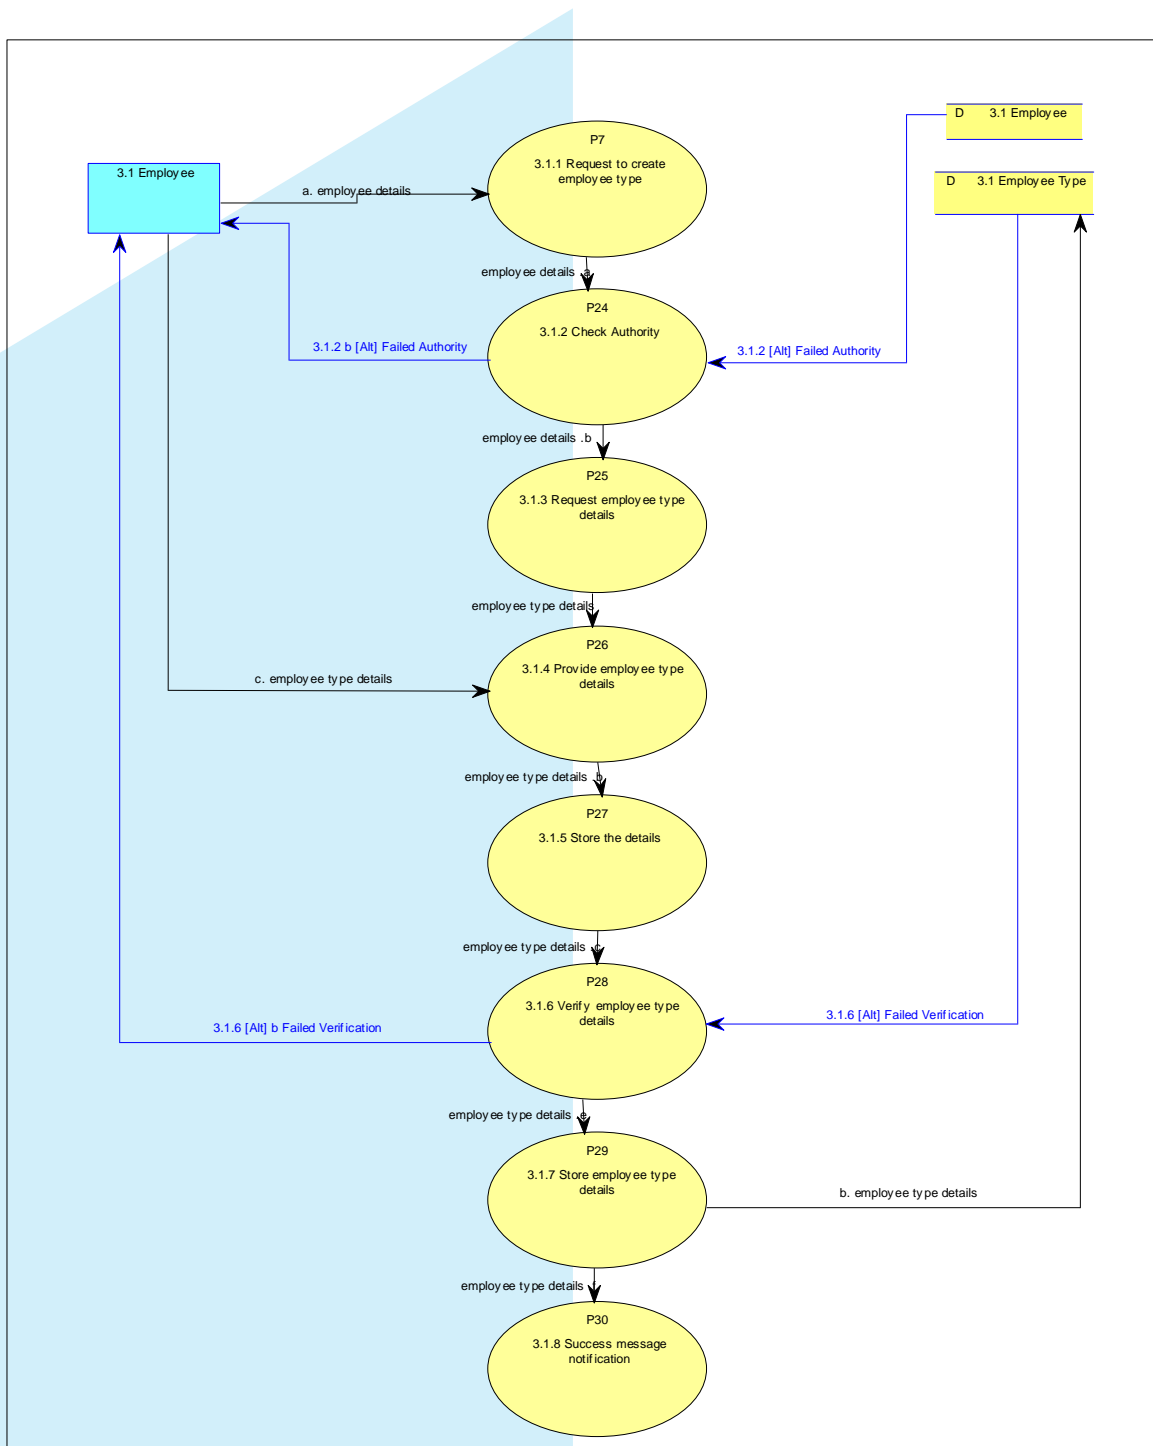 D 3.1 Employee
P7
3.1.1 Request to create
employee type
3.1 Employee
D 3.1 Employee Type
a. employee details
employee details .a
P24
3.1.2 Check Authority
3.1.2 b [Alt] Failed Authority
3.1.2 [Alt] Failed Authority
employee details .b
P25
3.1.3 Request employee type
details
employee type details
P26
3.1.4 Provide employee type
details
c. employee type details
employee type details .b
P27
3.1.5 Store the details
employee type details .c
P28
3.1.6 Verify employee type
details
3.1.6 [Alt] Failed Verification
3.1.6 [Alt] b Failed Verification
employee type details .e
P29
3.1.7 Store employee type
details
b. employee type details
employee type details .f
P30
3.1.8 Success message
notification